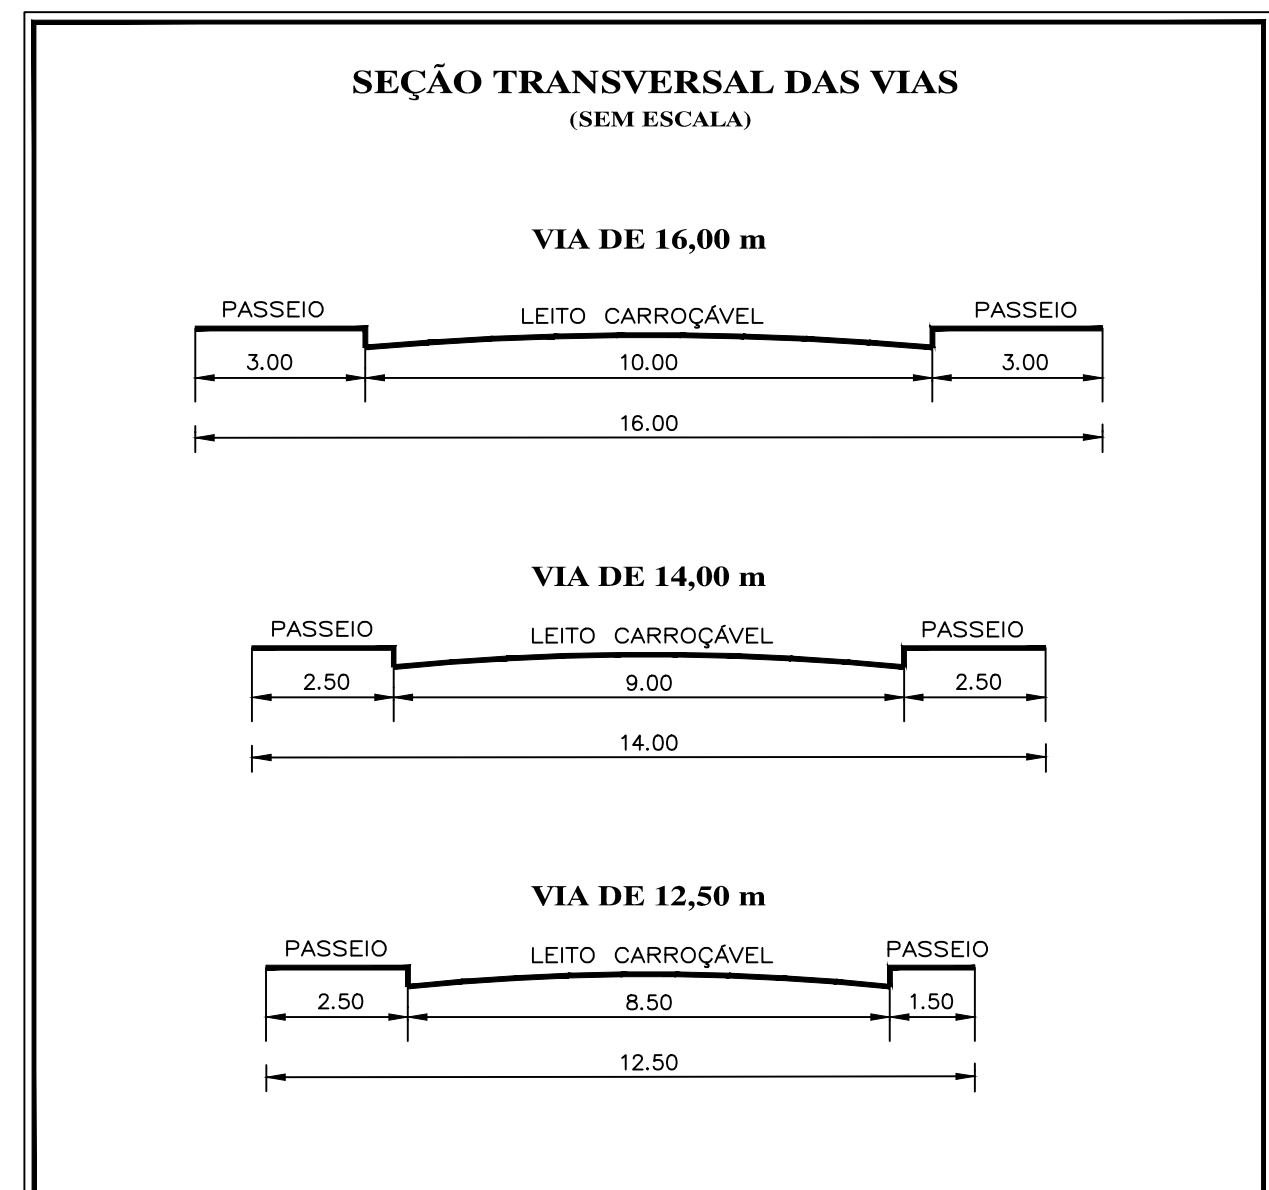 SEÇÃO TRANSVERSAL DAS VIAS
(SEM ESCALA)
VIA DE 16,00 m
PASSEIO LEITO CARROÇÁVEL PASSEIO
3.00 10.00 3.00
16.00
VIA DE 14,00 m
PASSEIO LEITO CARROÇÁVEL PASSEIO
2.50 9.00 2.50
14.00
VIA DE 12,50 m
PASSEIO LEITO CARROÇÁVEL PASSEIO
2.50 8.50 1.50
12.50